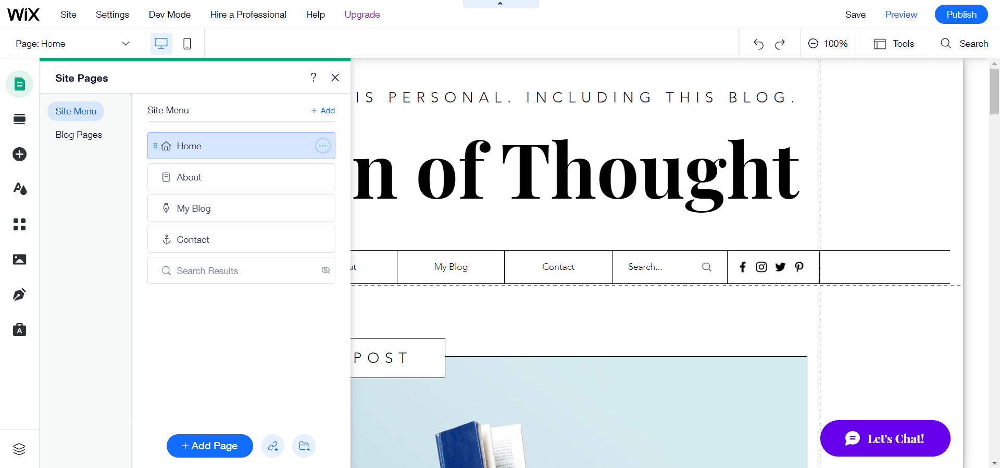 WiX Site Settings Dev Mode Hire a Professional Help Upgrade Save Preview Publish
Page: Home 100% Tools Search
Site Pages ?
Site Menu
Blog Pages
Site Menu + Add
Home
About
My Blog
Contact
Search Results
+ Add Page
IS PERSONAL. INCLUDING THIS BLOG.
n of Thought
ut My Blog Contact Search...
POST
Let's Chat!